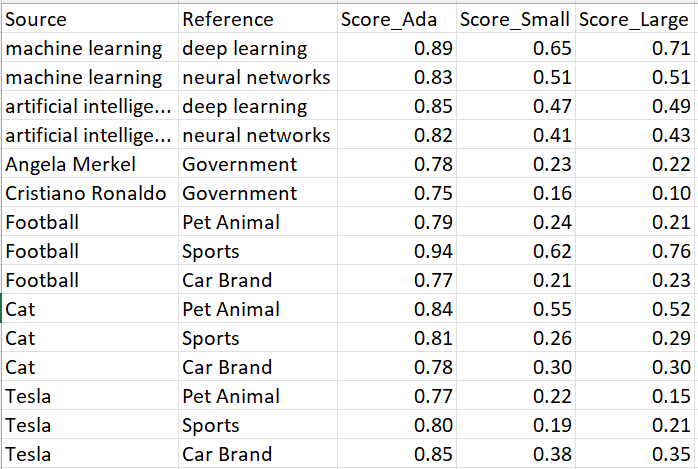 Source Reference Score_Ada Score_Small Score_Large
machine learning deep learning 0.89 0.65 0.71
machine learning neural networks 0.83 0.51 0.51
artificial intellige... deep learning 0.85 0.47 0.49
artificial intellige... neural networks 0.82 0.41 0.43
Angela Merkel Government 0.78 0.23 0.22
Cristiano Ronaldo Government 0.75 0.16 0.10
Football Pet Animal 0.79 0.24 0.21
Football Sports 0.94 0.62 0.76
Football Car Brand 0.77 0.21 0.23
Cat Pet Animal 0.84 0.55 0.52
Cat Sports 0.81 0.26 0.29
Cat Car Brand 0.78 0.30 0.30
Tesla Pet Animal 0.77 0.22 0.15
Tesla Sports 0.80 0.19 0.21
Tesla Car Brand 0.85 0.38 0.35